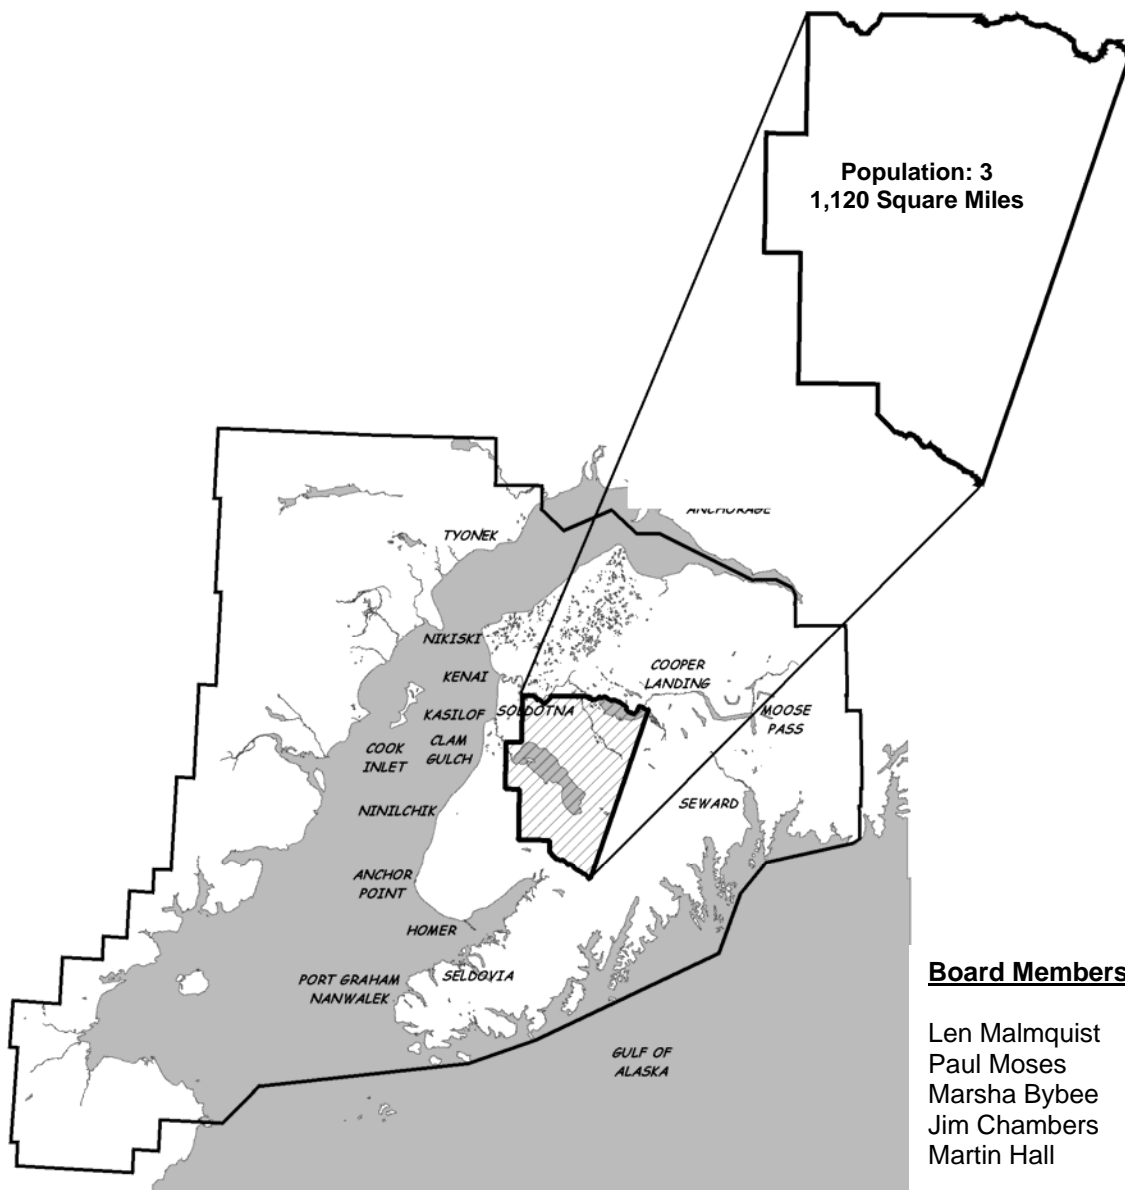 Population: 3
1,120 Square Miles
ANCHORAGE
TYONEK
NIKISKI
KENAI
COOPER
LANDING
SOLDOTNA
KASILOF
MOOSE
PASS
CLAM
GULCH
COOK
INLET
NINILCHIK
SEWARD
ANCHOR
POINT
HOMER
SELDOVIA
PORT GRAHAM
NANWALEK
GULF OF
ALASKA
Board Members
Len Malmquist
Paul Moses
Marsha Bybee
Jim Chambers
Martin Hall